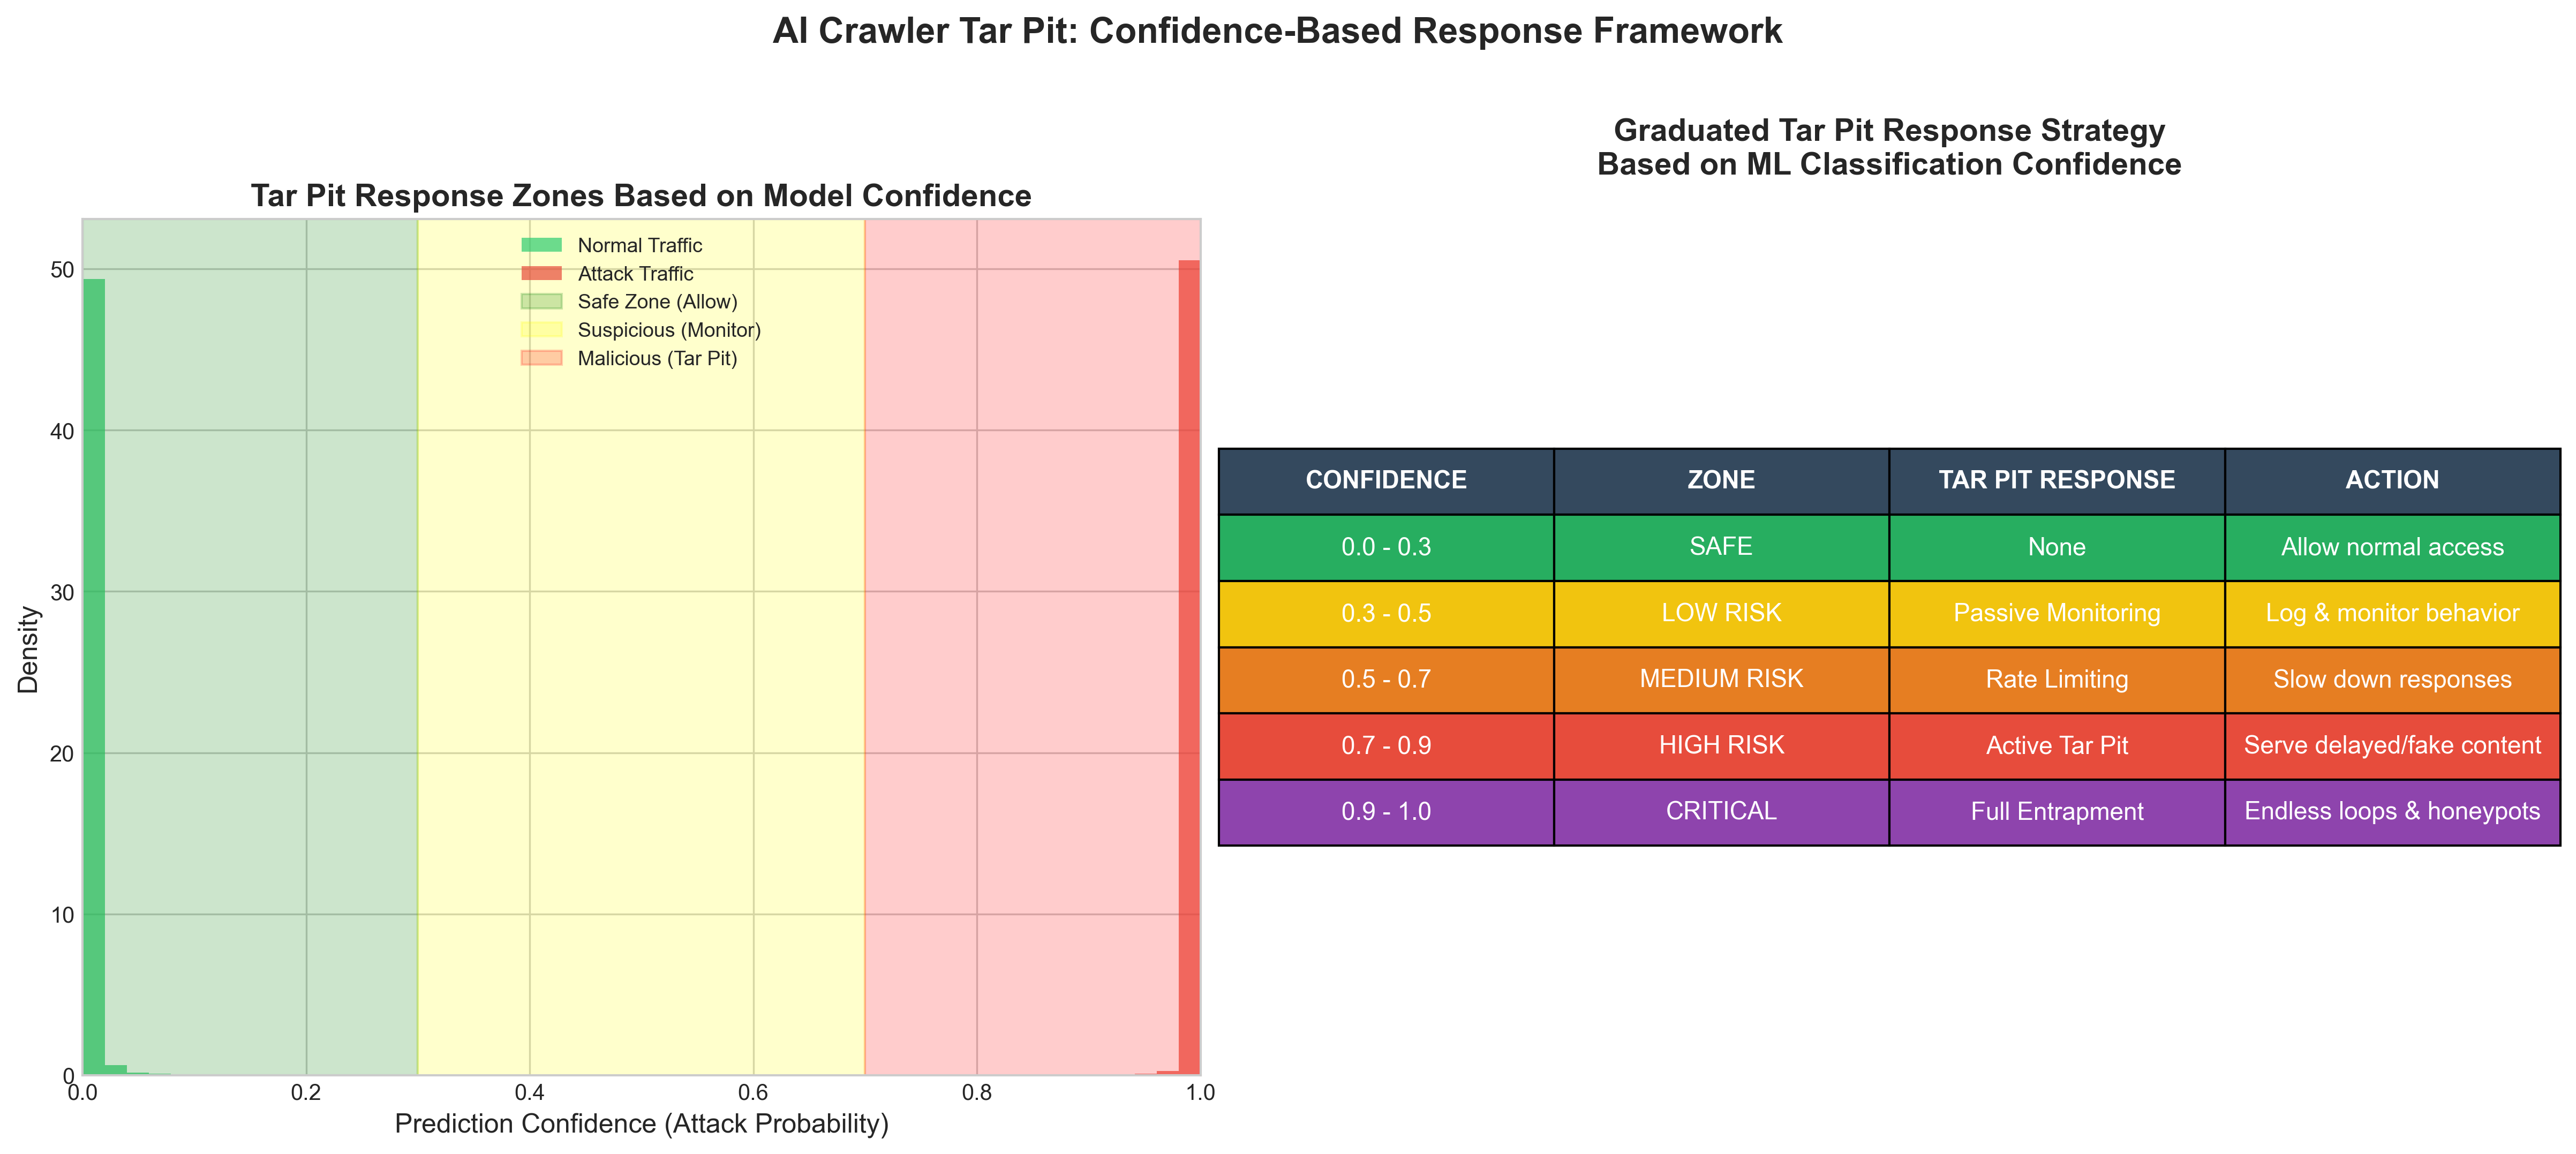 AI Crawler Tar Pit: Confidence-Based Response Framework
Tar Pit Response Zones Based on Model Confidence
Normal Traffic
Attack Traffic
Safe Zone (Allow)
Suspicious (Monitor)
Malicious (Tar Pit)
Density
50
40
30
20
10
0
0.0 0.2 0.4 0.6 0.8 1.0
Prediction Confidence (Attack Probability)
Graduated Tar Pit Response Strategy
Based on ML Classification Confidence
CONFIDENCE ZONE TAR PIT RESPONSE ACTION
0.0 - 0.3 SAFE None Allow normal access
0.3 - 0.5 LOW RISK Passive Monitoring Log & monitor behavior
0.5 - 0.7 MEDIUM RISK Rate Limiting Slow down responses
0.7 - 0.9 HIGH RISK Active Tar Pit Serve delayed/fake content
0.9 - 1.0 CRITICAL Full Entrapment Endless loops & honeypots